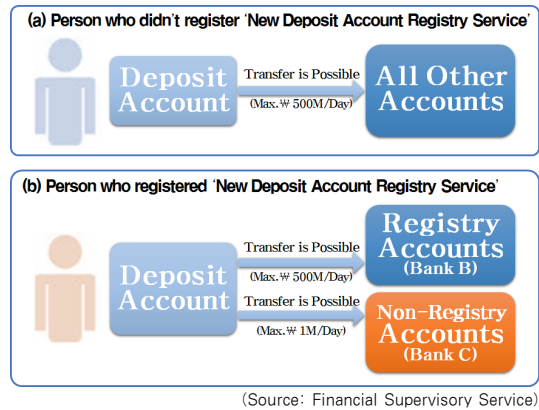 (a) Person who didn't register 'New Deposit Account Registry Service'
Deposit
Account
Transfer is Possible
(Max.₩ 500M/Day)
All Other
Accounts
(b) Person who registered 'New Deposit Account Registry Service'
Deposit
Account
Transfer is Possible
(Max.₩ 500M/Day)
Registry
Accounts
(Bank B)
Transfer is Possible
(Max.₩ 1M/Day)
Non-Registry
Accounts
(Bank C)
(Source: Financial Supervisory Service)